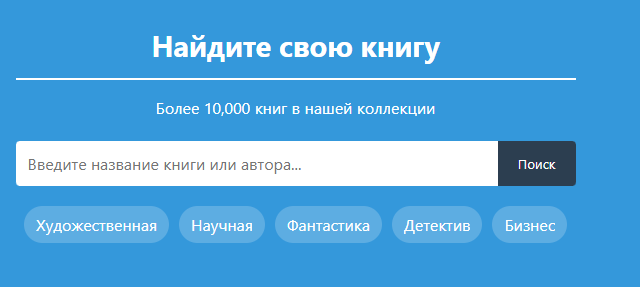 Найдите свою книгу
Более 10,000 книг в нашей коллекции
Введите название книги или автора... Поиск
Художественная Научная Фантастика Детектив Бизнес